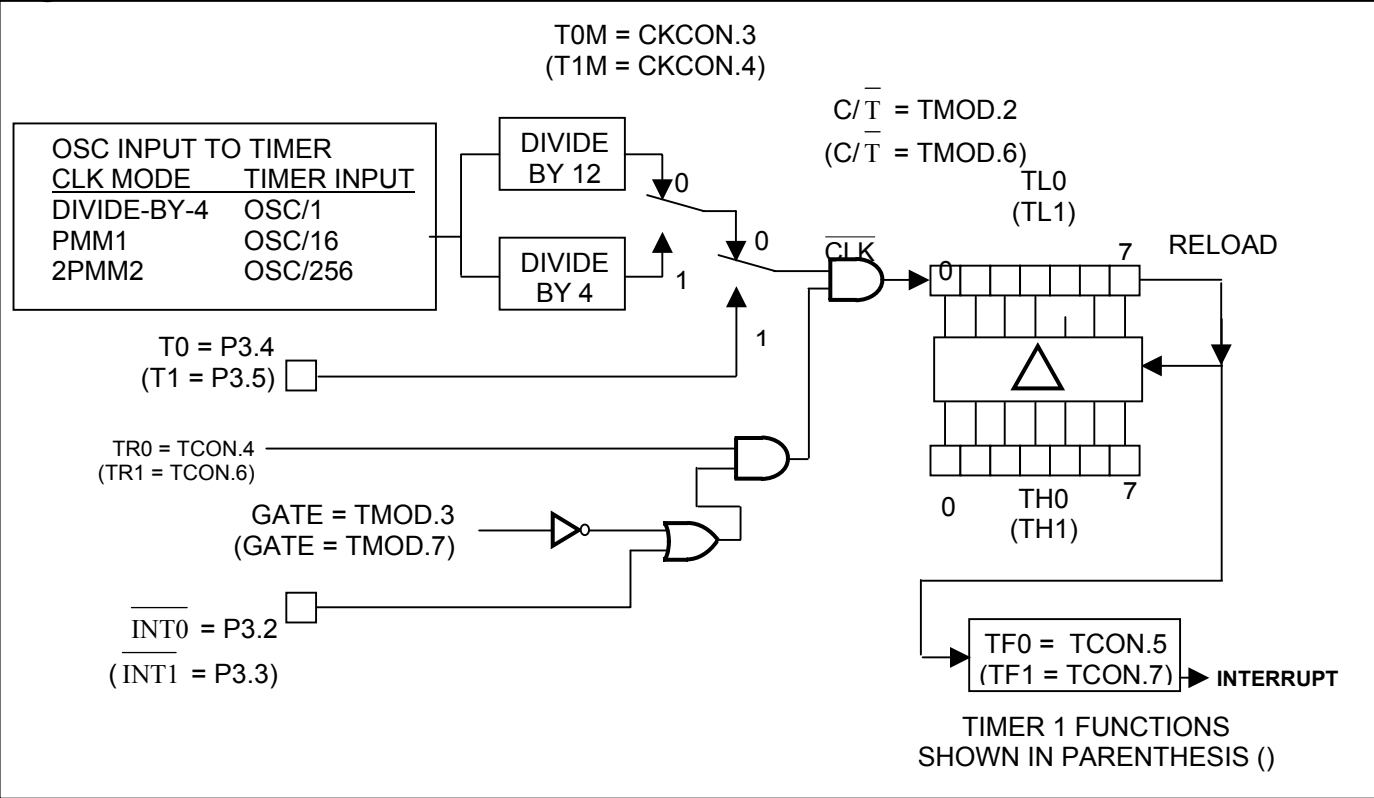 T0M = CKCON.3
(T1M = CKCON.4)
C/T = TMOD.2
(C/T = TMOD.6)
OSC INPUT TO TIMER
CLK MODE TIMER INPUT
DIVIDE-BY-4 OSC/1
PMM1 OSC/16
2PMM2 OSC/256
DIVIDE
BY 12
0
DIVIDE
BY 4
1
0
1
CLK
TL0
(TL1)
0
7
RELOAD
T0 = P3.4
(T1 = P3.5)
TR0 = TCON.4
(TR1 = TCON.6)
GATE = TMOD.3
(GATE = TMOD.7)
INT0 = P3.2
(INT1 = P3.3)
0
7
TH0
(TH1)
TF0 = TCON.5
(TF1 = TCON.7)
INTERRUPT
TIMER 1 FUNCTIONS
SHOWN IN PARENTHESIS ()